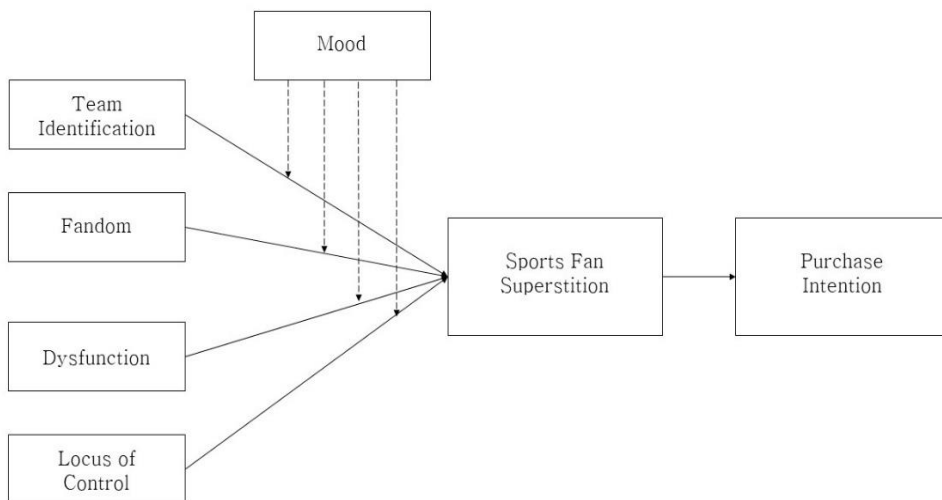 Mood
Team
Identification
Fandom
Sports Fan
Superstition
Purchase
Intention
Dysfunction
Locus of
Control